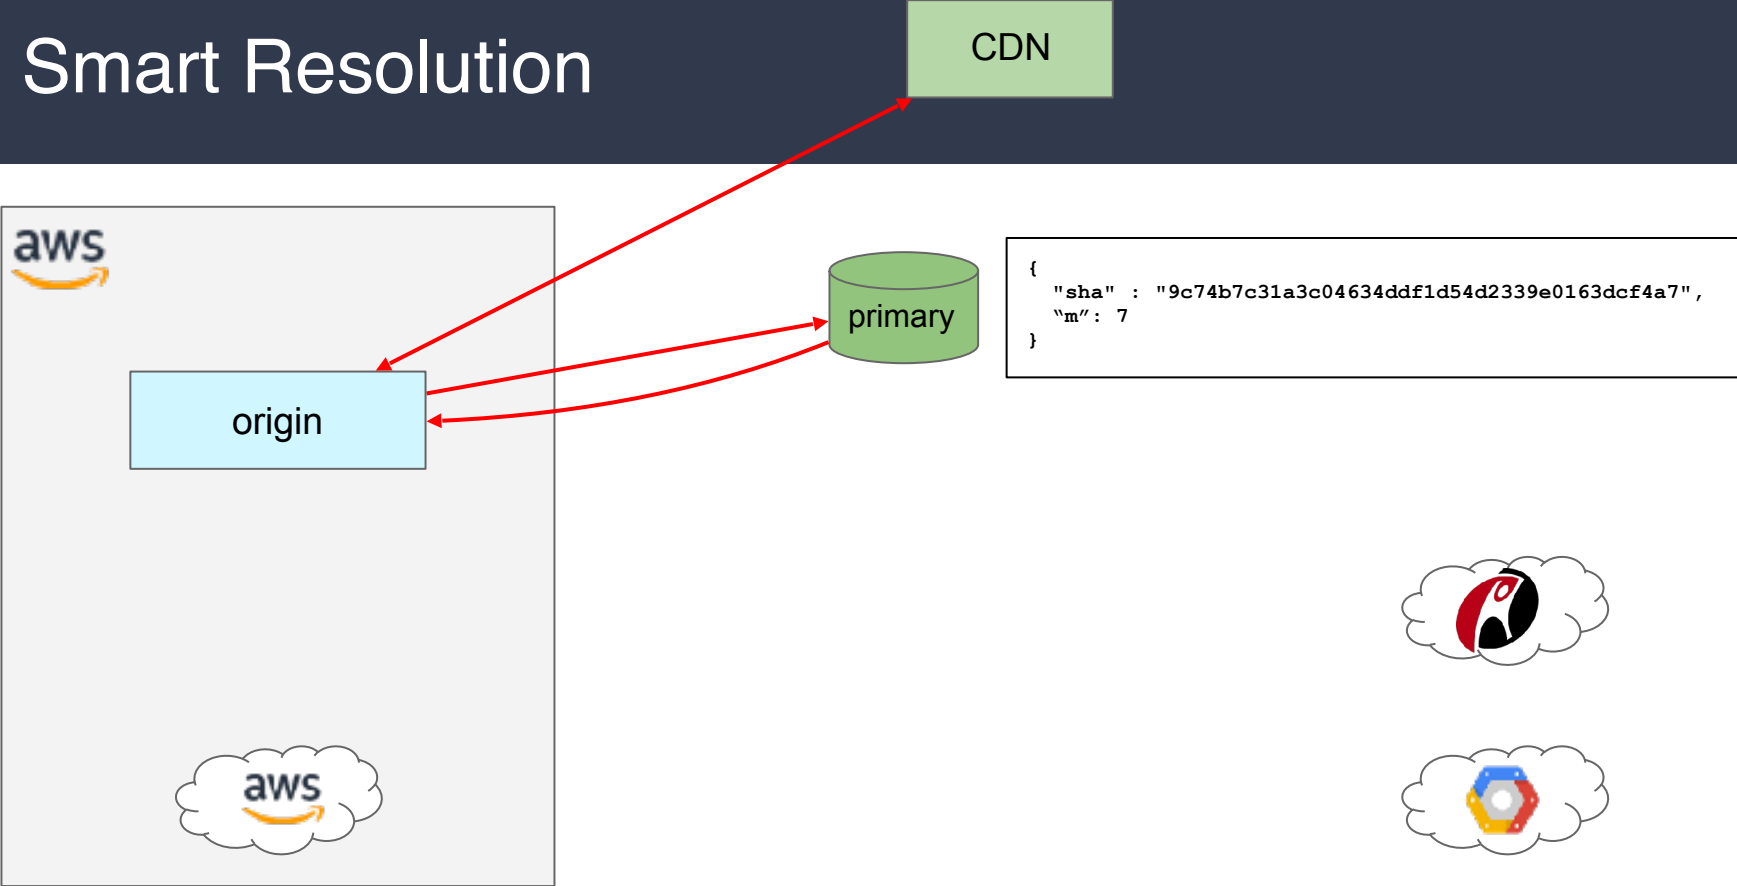 Smart Resolution
CDN
aws
primary
{
"sha" : "9c74b7c31a3c04634ddf1d54d2339e0163dcf4a7",
“m”: 7
}
origin
aws